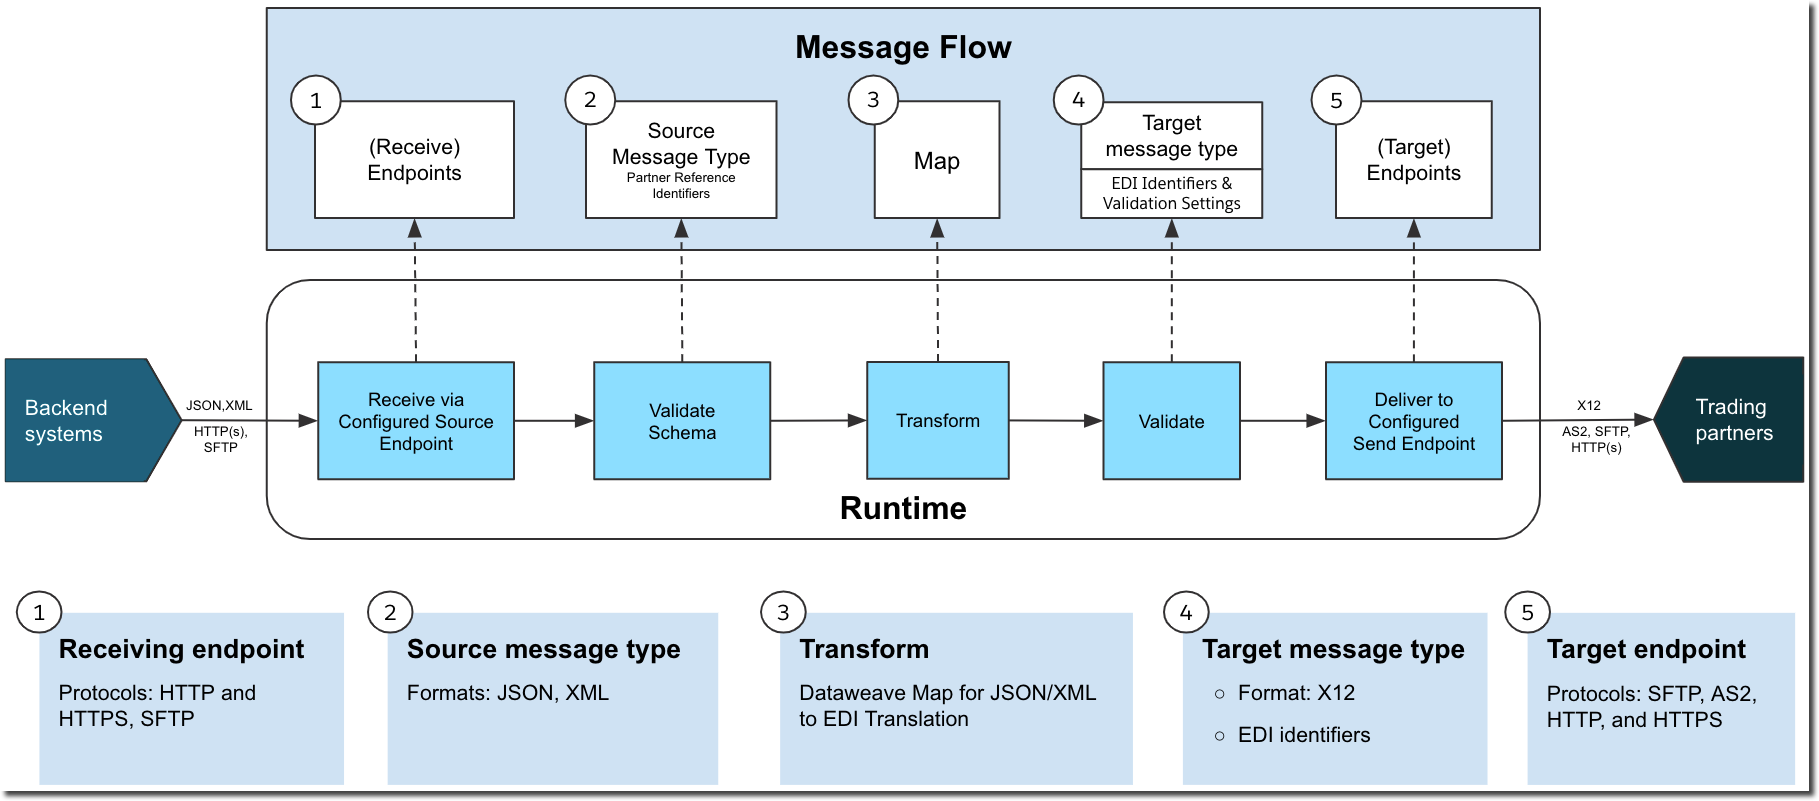 Message Flow
1
(Receive)
Endpoints
2
Source
Message Type
Partner Reference
Identifiers
3
Map
4
Target
message type
EDI Identifiers &
Validation Settings
5
(Target)
Endpoints
Backend
systems
JSON,XML
HTTP(s),
SFTP
Receive via
Configured Source
Endpoint
Validate
Schema
Transform
Validate
Deliver to
Configured
Send Endpoint
X12
AS2, SFTP,
HTTP(s)
Trading
partners
Runtime
1
Receiving endpoint
Protocols: HTTP and
HTTPS, SFTP
2
Source message type
Formats: JSON, XML
3
Transform
Dataweave Map for JSON/XML
to EDI Translation
4
Target message type
○ Format: X12
○ EDI identifiers
5
Target endpoint
Protocols: SFTP, AS2,
HTTP, and HTTPS